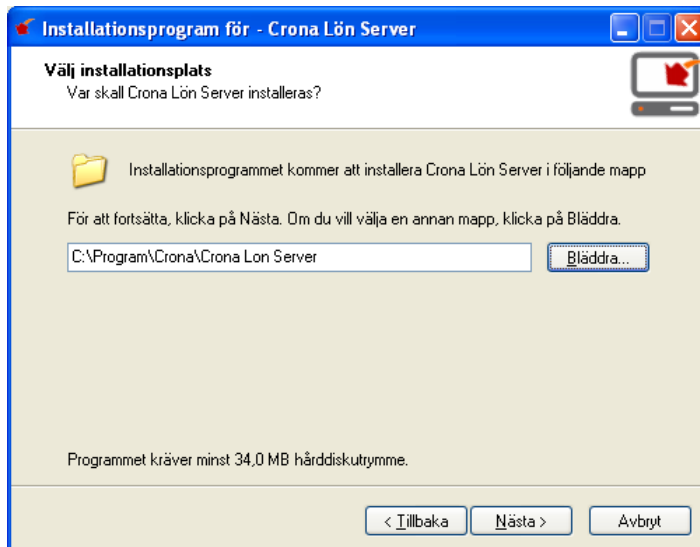 Installationsprogram för - Crona Lön Server
Välj installationsplats
Var skall Crona Lön Server installeras?
Installationsprogrammet kommer att installera Crona Lön Server i följande mapp
För att fortsätta, klicka på Nästa. Om du vill välja en annan mapp, klicka på Bläddra.
C:\Program\Crona\Crona Lon Server
Bläddra...
Programmet kräver minst 34,0 MB hårddiskutrymme.
< Tillbaka
Nästa >
Avbryt